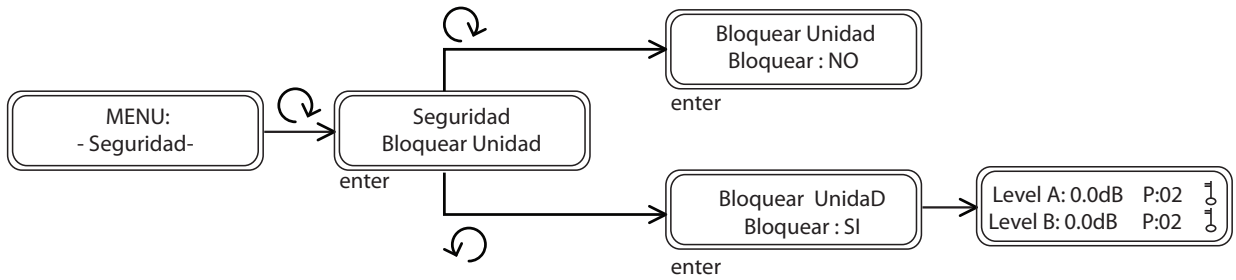 MENU:
- Seguridad-
Seguridad
Bloquear Unidad
enter
Bloquear Unidad
Bloquear : NO
enter
Bloquear  UnidaD
Bloquear : SI
enter
Level A: 0.0dB P:02
Level B: 0.0dB P:02